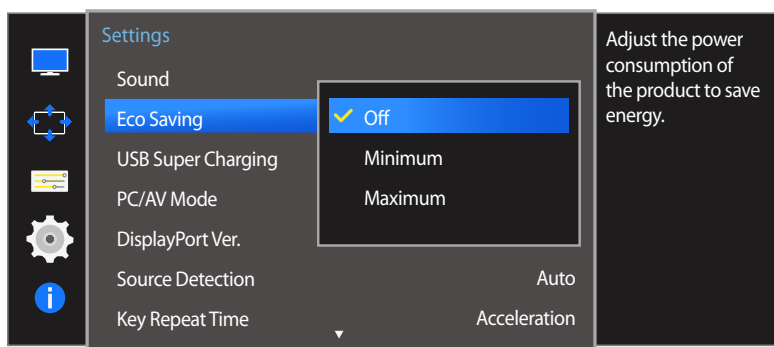 Settings
Sound
Eco Saving
Off
USB Super Charging
Minimum
PC/AV Mode
Maximum
DisplayPort Ver.
Source Detection
Auto
Key Repeat Time
Acceleration
Adjust the power
consumption of
the product to save
energy.